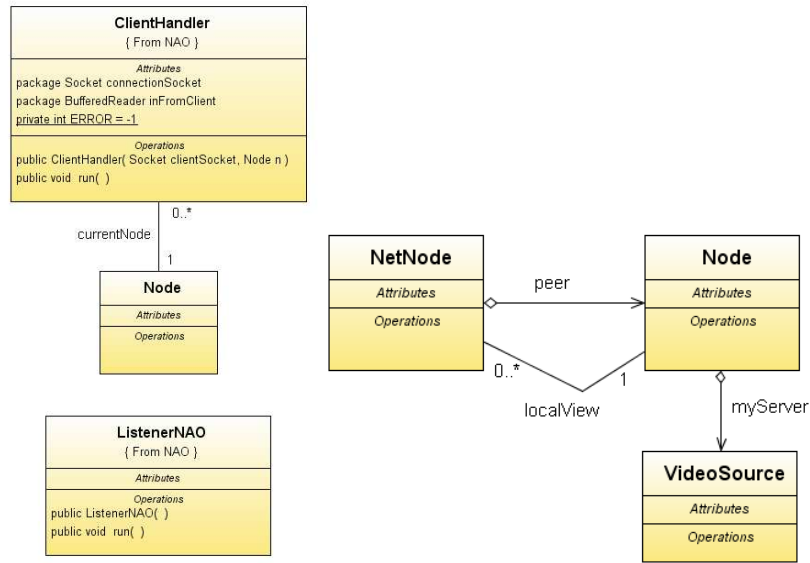 ClientHandler
{ From NAO }
Attributes
package Socket connectionSocket
package BufferedReader inFromClient
private int ERROR = -1
Operations
public ClientHandler( Socket clientSocket, Node n )
public void run( )
0..*
currentNode
1
Node
Attributes
Operations
ListenerNAO
{ From NAO }
Attributes
Operations
public ListenerNAO( )
public void run( )
NetNode
Attributes
Operations
peer
Node
Attributes
Operations
0..*
1
localView
myServer
VideoSource
Attributes
Operations